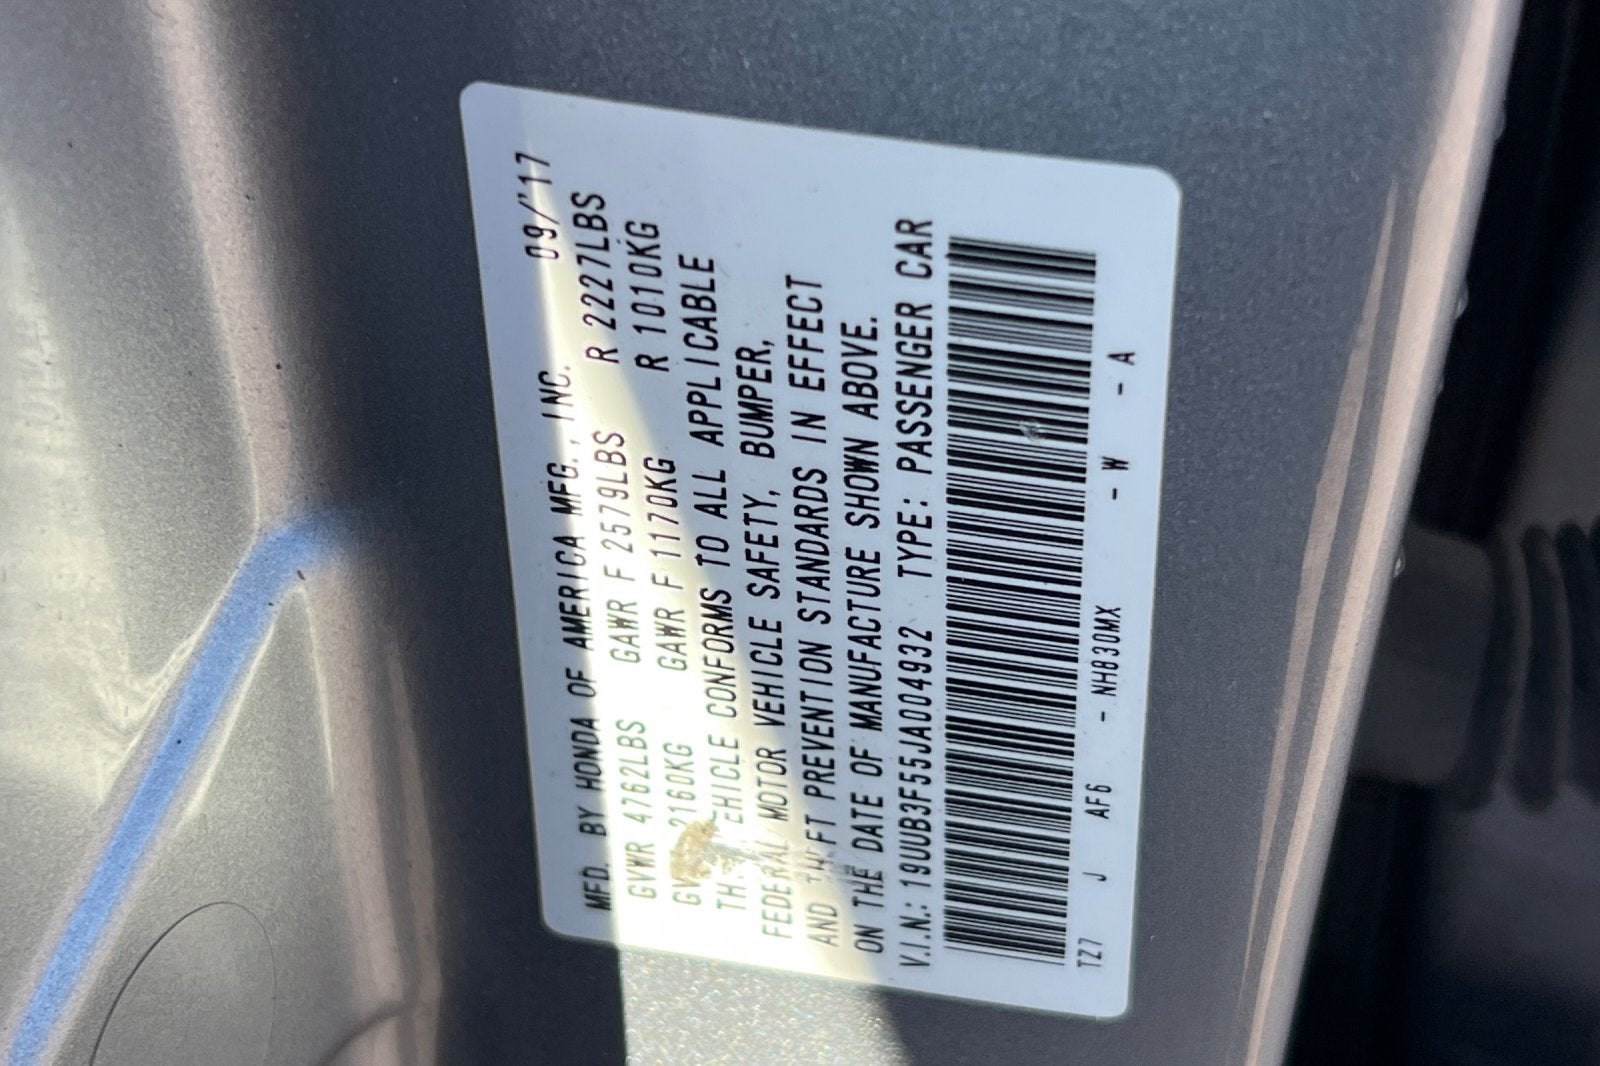 MFD. BY HONDA OF AMERICA MFG., INC. 09/'17
GVWR 4762LBS GAWR F 2579LBS R 2227LBS
2160KG GAWR F 1170KG R 1010KG
CONFORMS TO ALL APPLICABLE
FEDERAL MOTOR VEHICLE SAFETY, BUMPER,
AND PREVENTION STANDARDS IN EFFECT
ON THE DATE OF MANUFACTURE SHOWN ABOVE.
V.I.N.: 19UUB3F55JA004932 TYPE: PASSENGER CAR
TZ7 J AF6 - NH830MX - W - A